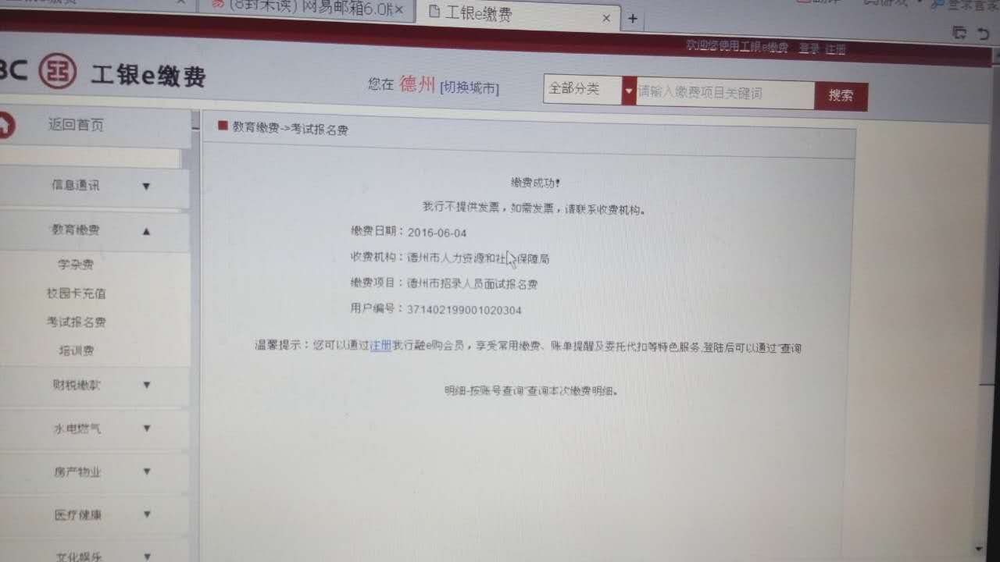 (8封未读) 网易邮箱6.0版 ×
工银e缴费 × +
欢迎您使用工银e缴费 登录 注册
BC 工银e缴费
您在 德州 [切换城市]
全部分类 ▼ 请输入缴费项目关键词 搜索
返回首页
信息通讯 ▼
教育缴费 ▲
学杂费
校园卡充值
考试报名费
培训费
财税缴款 ▼
水电燃气 ▼
房产物业 ▼
医疗健康 ▼
文化娱乐 ▼
教育缴费->考试报名费
缴费成功!
我行不提供发票，如需发票，请联系收费机构。
缴费日期：2016-06-04
收费机构：德州市人力资源和社 保障局
缴费项目：德州市招录人员面试报名费
用户编号：371402199001020304
温馨提示：您可以通过注册我行融e购会员，享受常用缴费、账单提醒及委托代扣等特色服务.登陆后可以通过"查询
明细-按账号查询"查询本次缴费明细。